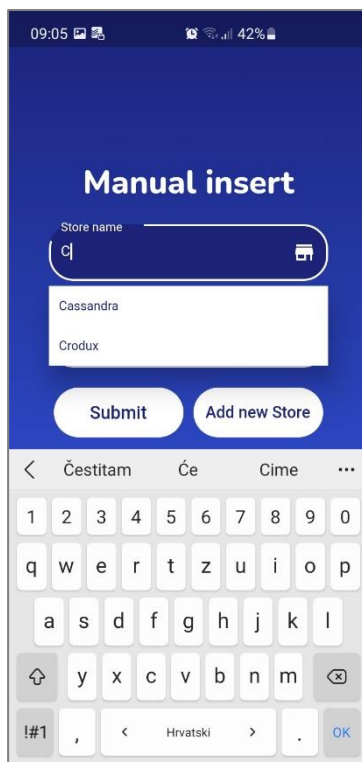 09:05 42%
Manual insert
Store name
C
Cassandra
Crodux
Submit Add new Store
Čestitam Će Cime
1 2 3 4 5 6 7 8 9 0
q w e r t z u i o p
a s d f g h j k l
y x c v b n m
!#1 , < Hrvatski > . OK